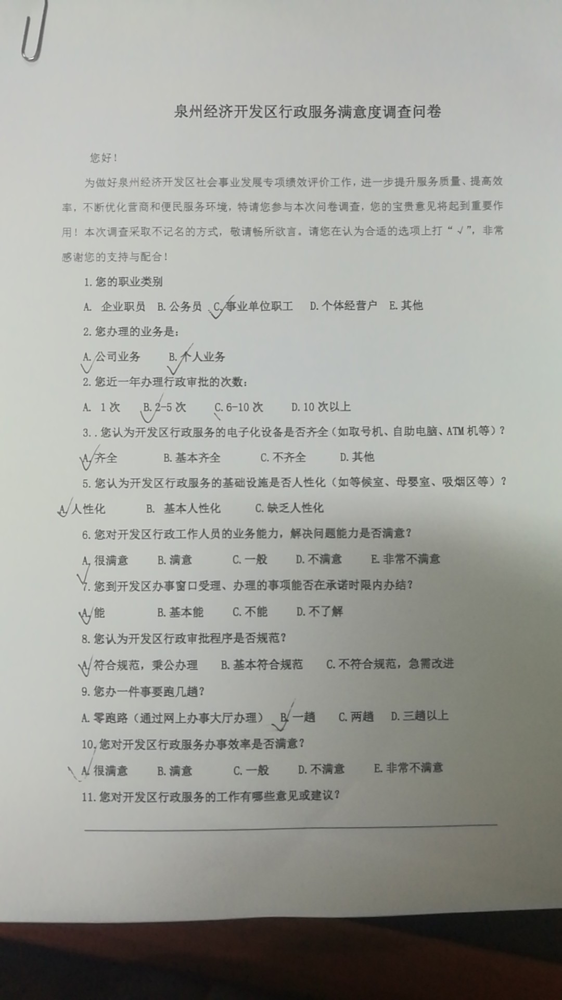 泉州经济开发区行政服务满意度调查问卷
您好！
为做好泉州经济开发区社会事业发展专项绩效评价工作，进一步提升服务质量、提高效
率，不断优化营商和便民服务环境，特请您参与本次问卷调查，您的宝贵意见将起到重要作
用！本次调查采取不记名的方式，敬请畅所欲言。请您在认为合适的选项上打“√”，非常
感谢您的支持与配合！
1.您的职业类别
A. 企业职员 B.公务员 C.事业单位职工 D.个体经营户 E.其他
2.您办理的业务是：
A.公司业务 B.个人业务
2.您近一年办理行政审批的次数：
A. 1次 B.2-5次 C.6-10次 D.10次以上
3..您认为开发区行政服务的电子化设备是否齐全（如取号机、自助电脑、ATM机等）？
A.齐全 B.基本齐全 C.不齐全 D.其他
5.您认为开发区行政服务的基础设施是否人性化（如等候室、母婴室、吸烟区等）？
A.人性化 B. 基本人性化 C.缺乏人性化
6.您对开发区行政工作人员的业务能力，解决问题能力是否满意？
A.很满意 B.满意 C.一般 D.不满意 E.非常不满意
7.您到开发区办事窗口受理、办理的事项能否在承诺时限内办结？
A.能 B.基本能 C.不能 D.不了解
8.您认为开发区行政审批程序是否规范？
A.符合规范，秉公办理 B.基本符合规范 C.不符合规范，急需改进
9.您办一件事要跑几趟？
A.零跑路（通过网上办事大厅办理） B.一趟 C.两趟 D.三趟以上
10.您对开发区行政服务办事效率是否满意？
A.很满意 B.满意 C.一般 D.不满意 E.非常不满意
11.您对开发区行政服务的工作有哪些意见或建议？